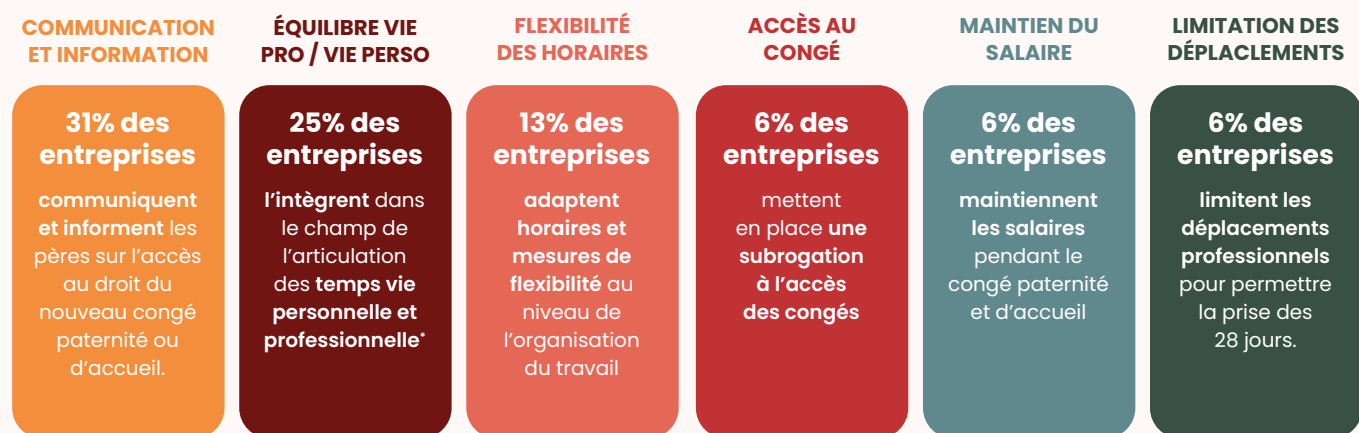 COMMUNICATION
ET INFORMATION
31% des
entreprises
communiquent
et informent les
pères sur l'accès
au droit du
nouveau congé
paternité ou
d'accueil.
ÉQUILIBRE VIE
PRO / VIE PERSO
25% des
entreprises
l'intègrent dans
le champ de
l'articulation
des temps vie
personnelle et
professionnelle*
FLEXIBILITÉ
DES HORAIRES
13% des
entreprises
adaptent
horaires et
mesures de
flexibilité au
niveau de
l'organisation
du travail
ACCÈS AU
CONGÉ
6% des
entreprises
mettent
en place une
subrogation
à l'accès
des congés
MAINTIEN DU
SALAIRE
6% des
entreprises
maintiennent
les salaires
pendant le
congé paternité
et d'accueil
LIMITATION DES
DÉPLACLEMENTS
6% des
entreprises
limitent les
déplacements
professionnels
pour permettre
la prise des
28 jours.